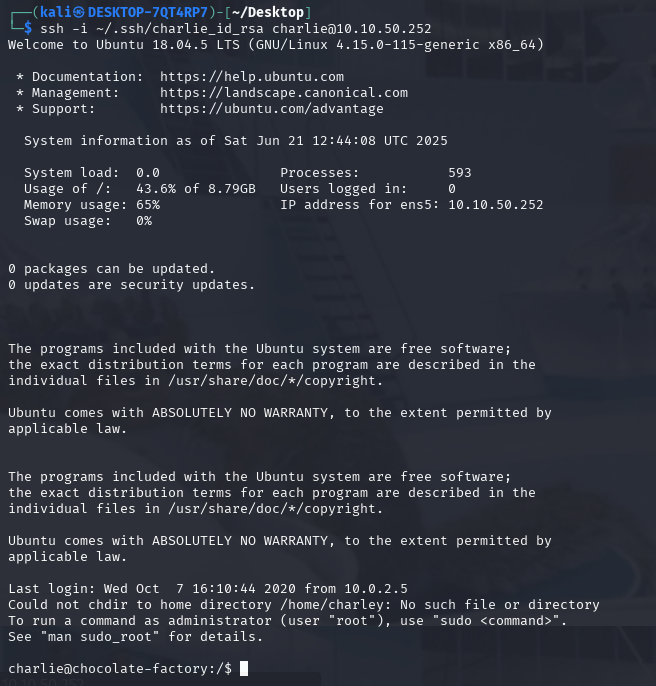 ┌──(kali㉿DESKTOP-7QT4RP7)-[~/Desktop]
└─$ ssh -i ~/.ssh/charlie_id_rsa charlie@10.10.50.252
Welcome to Ubuntu 18.04.5 LTS (GNU/Linux 4.15.0-115-generic x86_64)

 * Documentation:  https://help.ubuntu.com
 * Management:     https://landscape.canonical.com
 * Support:        https://ubuntu.com/advantage

  System information as of Sat Jun 21 12:44:08 UTC 2025

  System load:  0.0               Processes:           593
  Usage of /:   43.6% of 8.79GB   Users logged in:     0
  Memory usage: 65%               IP address for ens5: 10.10.50.252
  Swap usage:   0%


0 packages can be updated.
0 updates are security updates.



The programs included with the Ubuntu system are free software;
the exact distribution terms for each program are described in the
individual files in /usr/share/doc/*/copyright.

Ubuntu comes with ABSOLUTELY NO WARRANTY, to the extent permitted by
applicable law.


The programs included with the Ubuntu system are free software;
the exact distribution terms for each program are described in the
individual files in /usr/share/doc/*/copyright.

Ubuntu comes with ABSOLUTELY NO WARRANTY, to the extent permitted by
applicable law.

Last login: Wed Oct  7 16:10:44 2020 from 10.0.2.5
Could not chdir to home directory /home/charley: No such file or directory
To run a command as administrator (user "root"), use "sudo <command>".
See "man sudo_root" for details.

charlie@chocolate-factory:/$